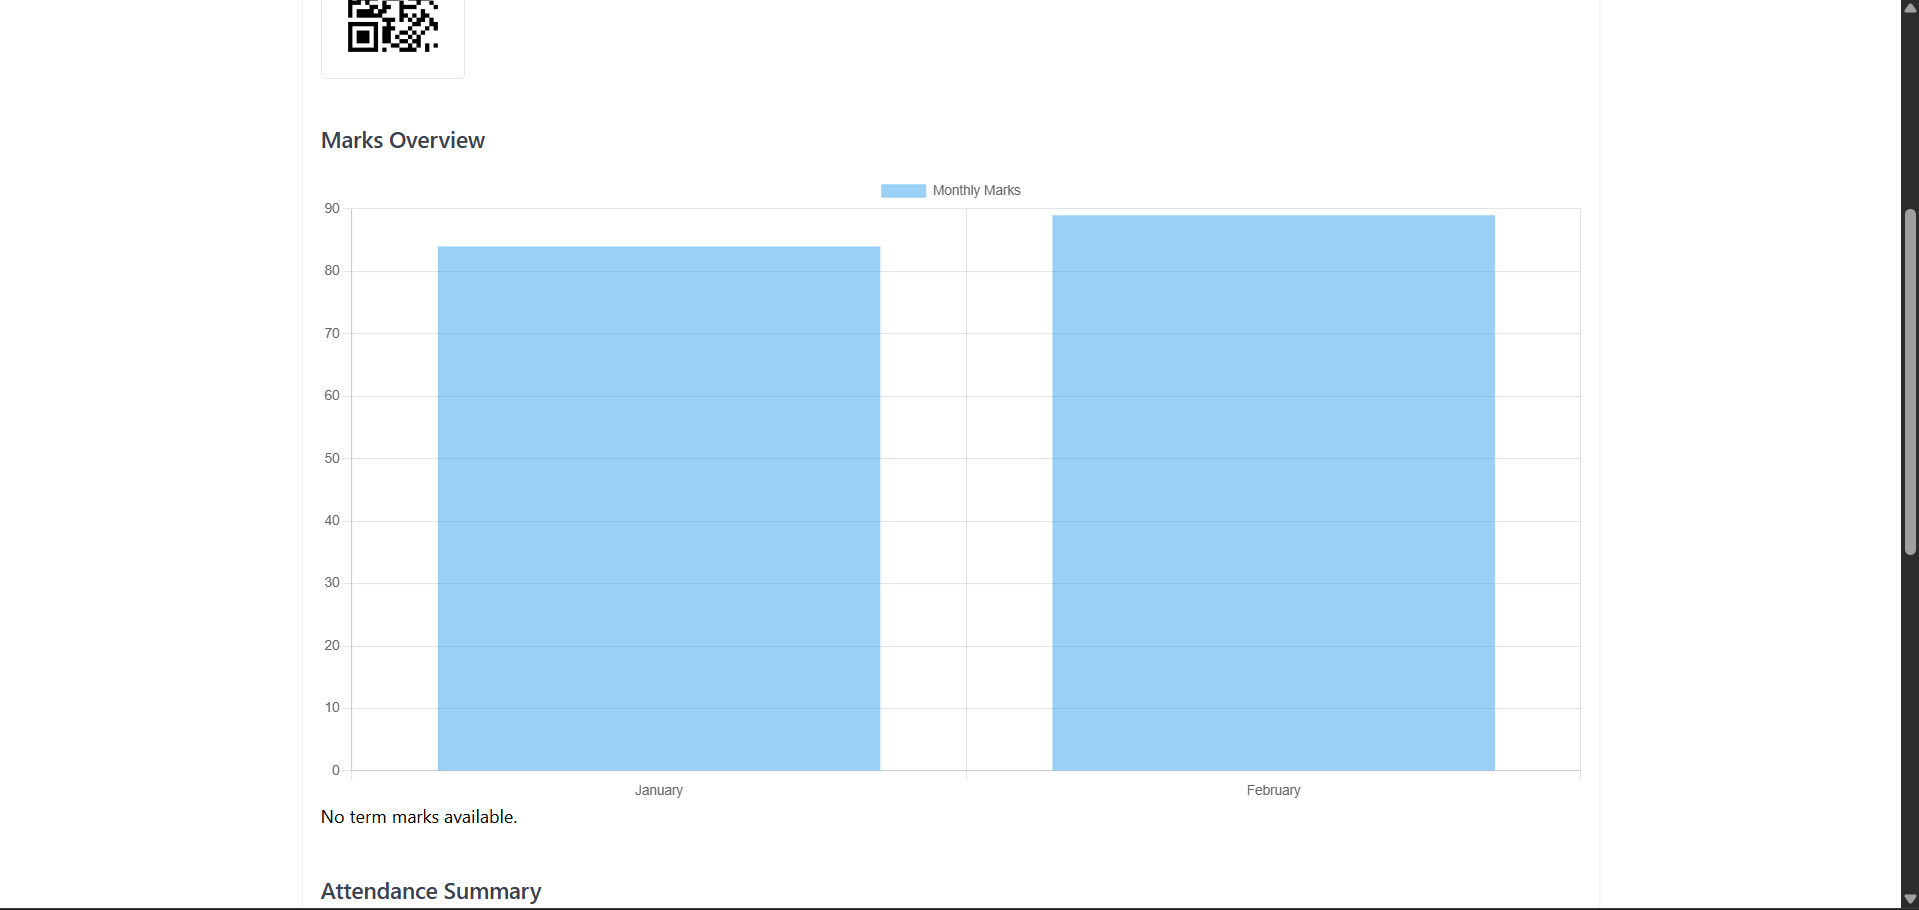 Marks Overview
Monthly Marks
90
80
70
60
50
40
30
20
10
0
January
February
No term marks available.
Attendance Summary